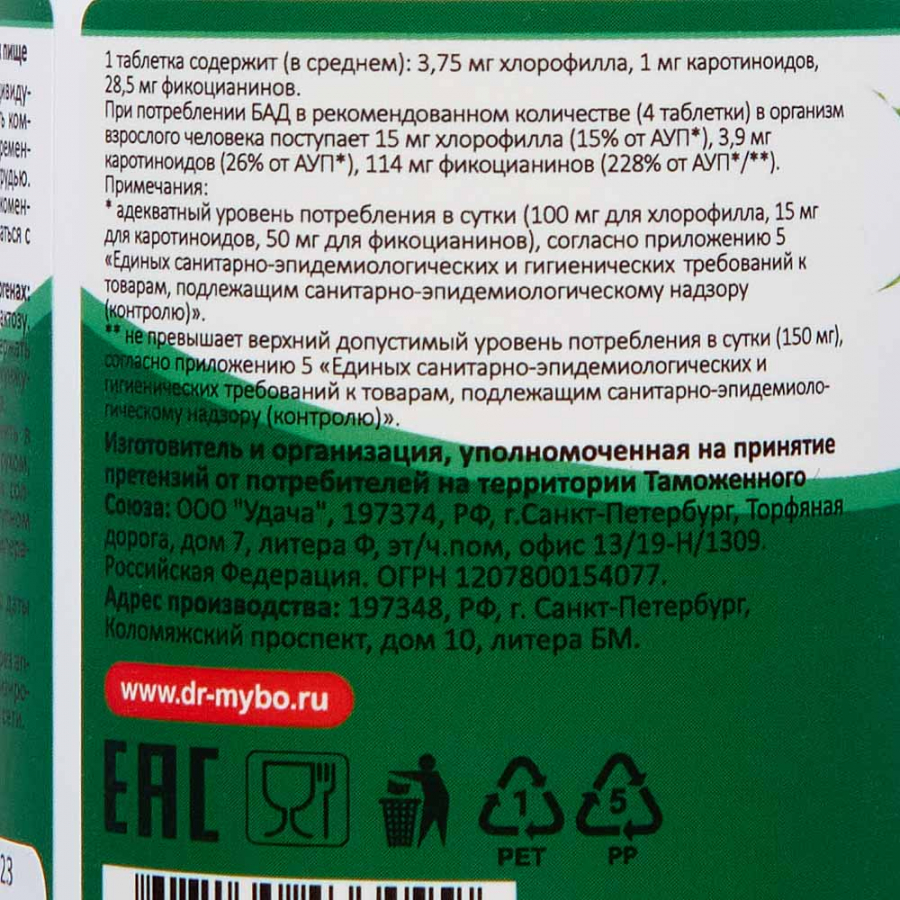 1 таблетка содержит (в среднем): 3,75 мг хлорофилла, 1 мг каротиноидов,
28,5 мг фикоцианинов.
При потреблении БАД в рекомендованном количестве (4 таблетки) в организм
взрослого человека поступает 15 мг хлорофилла (15% от АУП*), 3,9 мг
каротиноидов (26% от АУП*), 114 мг фикоцианинов (228% от АУП*/**).
Примечания:
* адекватный уровень потребления в сутки (100 мг для хлорофилла, 15 мг
для каротиноидов, 50 мг для фикоцианинов), согласно приложению 5
«Единых санитарно-эпидемиологических и гигиенических требований к
товарам, подлежащим санитарно-эпидемиологическому надзору
(контролю)».
** не превышает верхний допустимый уровень потребления в сутки (150 мг),
согласно приложению 5 «Единых санитарно-эпидемиологических и
гигиенических требований к товарам, подлежащим санитарно-эпидемиоло-
гическому надзору (контролю)».
Изготовитель и организация, уполномоченная на принятие
претензий от потребителей на территории Таможенного
Союза: ООО "Удача", 197374, РФ, г.Санкт-Петербург, Торфяная
дорога, дом 7, литера Ф, эт/ч.пом, офис 13/19-Н/1309.
Российская Федерация. ОГРН 1207800154077.
Адрес производства: 197348, РФ, г. Санкт-Петербург,
Коломяжский проспект, дом 10, литера БМ.
www.dr-mybo.ru
EAC
1 5
PET PP
пище
23